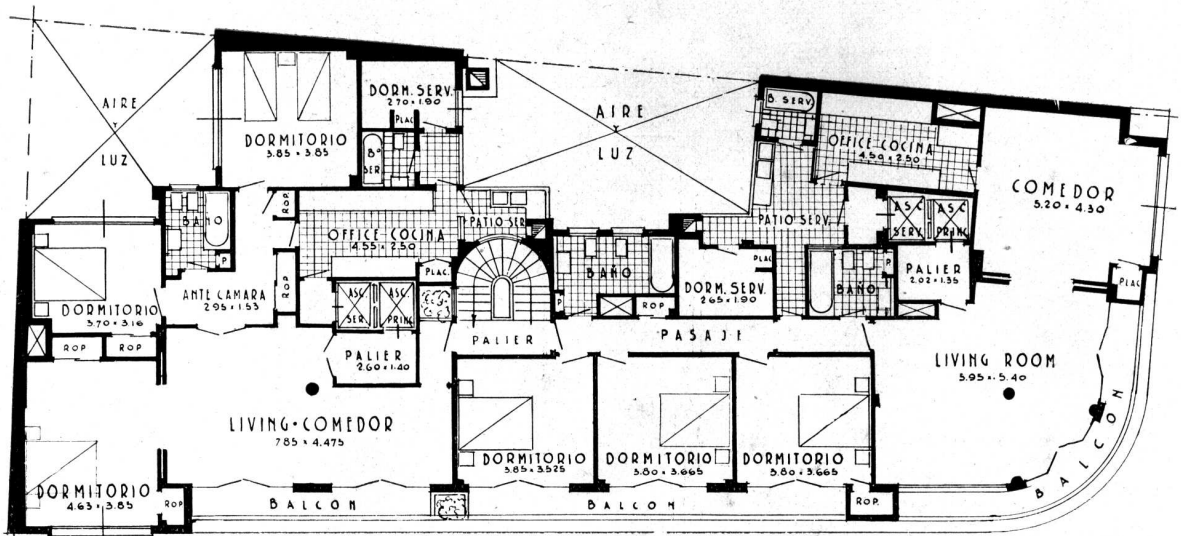 AIRE
Y
LUZ
DORMITORIO
3.85 x 3.85
DORM. SERV.
2.70 x 1.90
PLAC
Bº
SER.
AIRE
Y
LUZ
B. SERV.
OFFICE COCINA
4.50 x 2.50
COMEDOR
5.20 x 4.30
BAÑO
P.
ROP.
OFFICE-COCINA
4.55 x 2.50
PATIO SER
PLAC.
PATIO SERV.
ASC
SERV.
ASC
PRINC
PALIER
2.02 x 1.35
PLAC
DORMITORIO
3.70 x 3.16
ANTE CAMARA
2.95 x 1.53
ROP
ASC
SER.
ASC.
PRINC
BAÑO
P
ROP
DORM. SERV.
2.65 x 1.90
PLAC
BAÑO
P.
ROP
ROP.
PALIER
2.60 x 1.40
PALIER
PASAJE
LIVING ROOM
5.95 x 5.40
LIVING-COMEDOR
7.85 x 4.475
DORMITORIO
4.63 x 3.85
ROP
DORMITORIO
3.85 x 3.525
DORMITORIO
3.80 x 3.665
DORMITORIO
3.80 x 3.665
BALCON
BALCON
ROP.
BALCON